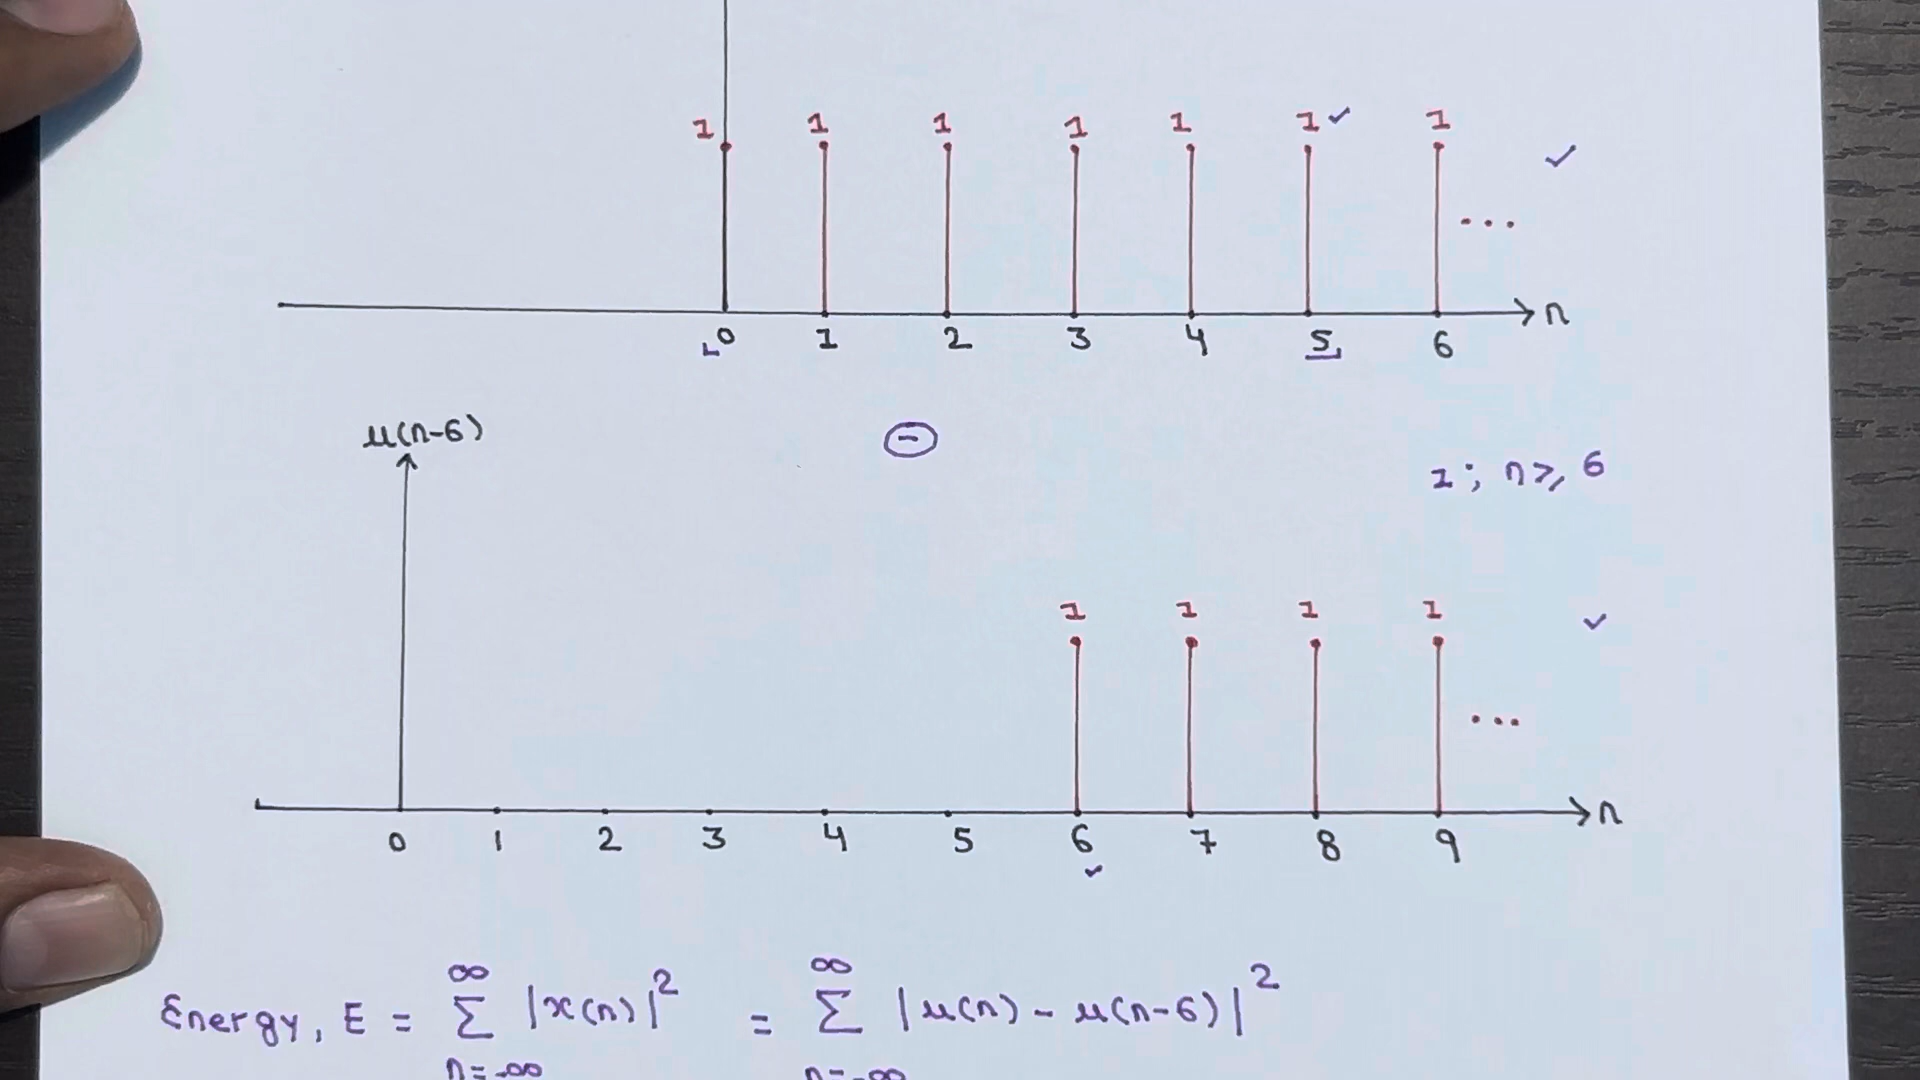 1 1 1 1 1 1✓ 1 ✓
...
n
0 1 2 3 4 5 6
u(n-6)
-
1; n ≥ 6
1 1 1 1 ✓
...
n
0 1 2 3 4 5 6 7 8 9
✓
Energy, E = ∞∑n=-∞ |x(n)|² = ∞∑n=-∞ |u(n) - u(n-6)|²